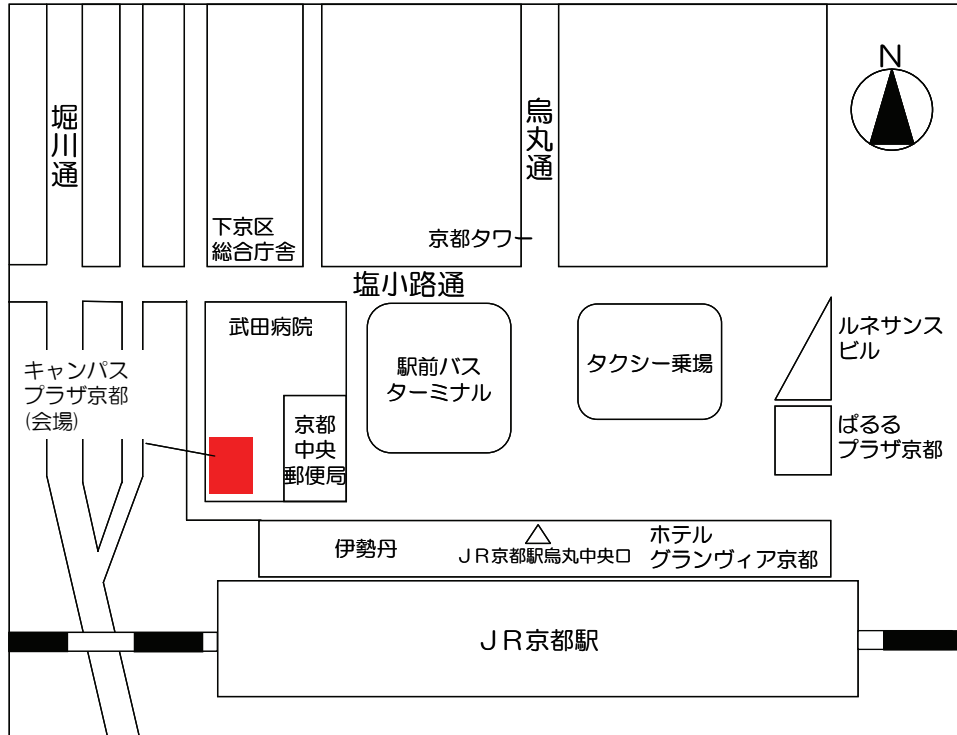 N
堀川通
烏丸通
下京区
総合庁舎
京都タワー
塩小路通
武田病院
駅前バス
ターミナル
タクシー乗場
ルネサンス
ビル
キャンパス
プラザ京都
(会場)
京都
中央
郵便局
ぱるる
プラザ京都
伊勢丹
JR京都駅烏丸中央口
ホテル
グランヴィア京都
JR京都駅